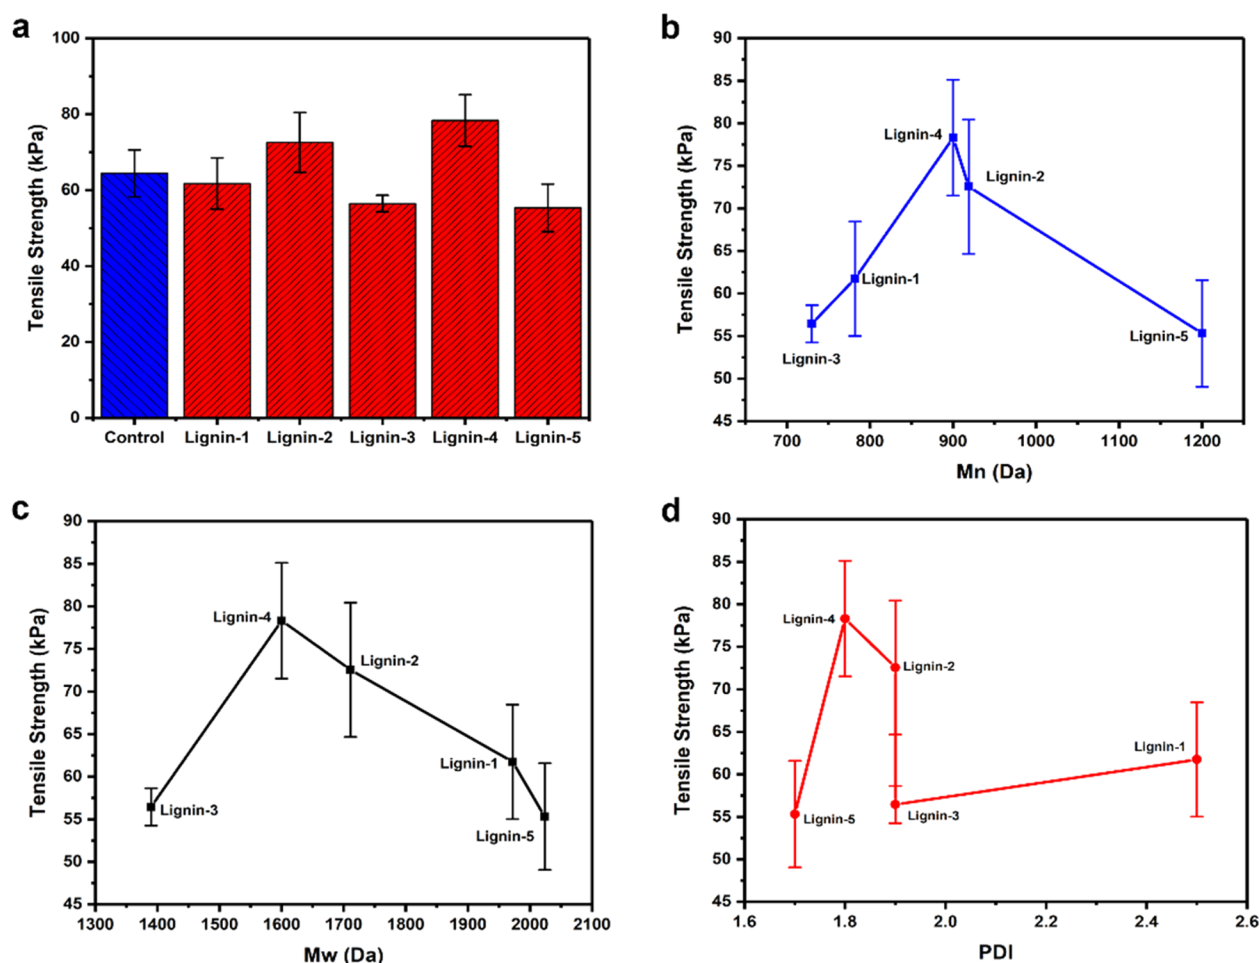 a
100
80
60
40
20
0
Tensile Strength (kPa)
Control Lignin-1 Lignin-2 Lignin-3 Lignin-4 Lignin-5
b
90
85
80
75
70
65
60
55
50
45
Tensile Strength (kPa)
Lignin-4
Lignin-2
Lignin-1
Lignin-5
Lignin-3
700 800 900 1000 1100 1200
Mn (Da)
c
90
85
80
75
70
65
60
55
50
45
Tensile Strength (kPa)
Lignin-4
Lignin-2
Lignin-1
Lignin-3
Lignin-5
1300 1400 1500 1600 1700 1800 1900 2000 2100
Mw (Da)
d
90
85
80
75
70
65
60
55
50
45
Tensile Strength (kPa)
Lignin-4
Lignin-2
Lignin-1
Lignin-5
Lignin-3
1.6 1.8 2.0 2.2 2.4 2.6
PDI